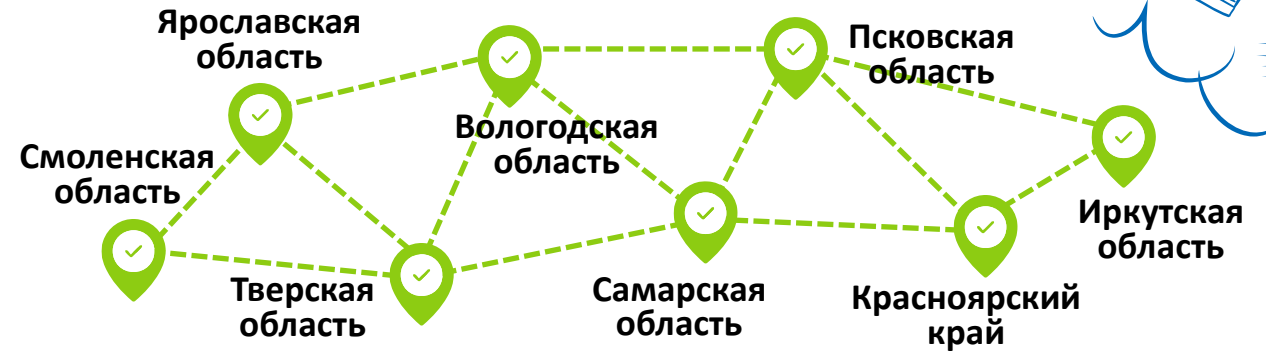 Ярославская
область
Псковская
область
Вологодская
область
Смоленская
область
Иркутская
область
Тверская
область
Самарская
область
Красноярский
край